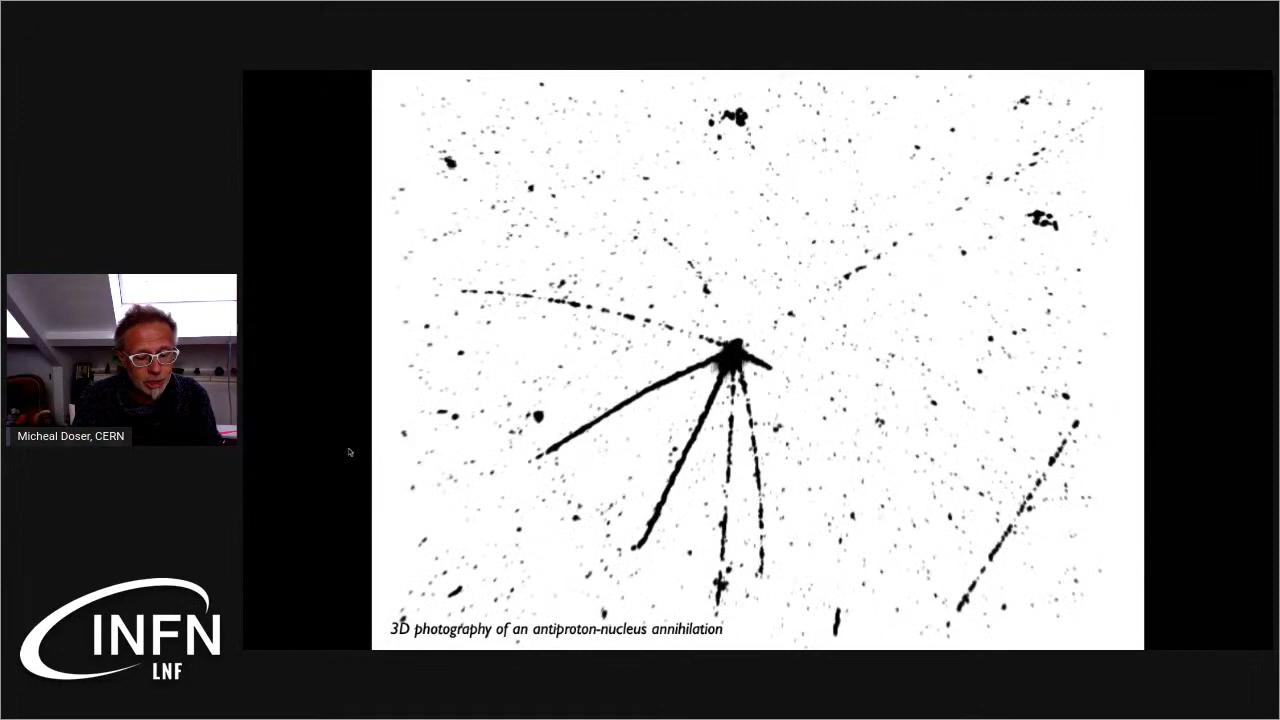 Micheal Doser, CERN
INFN
LNF
3D photography of an antiproton-nucleus annihilation